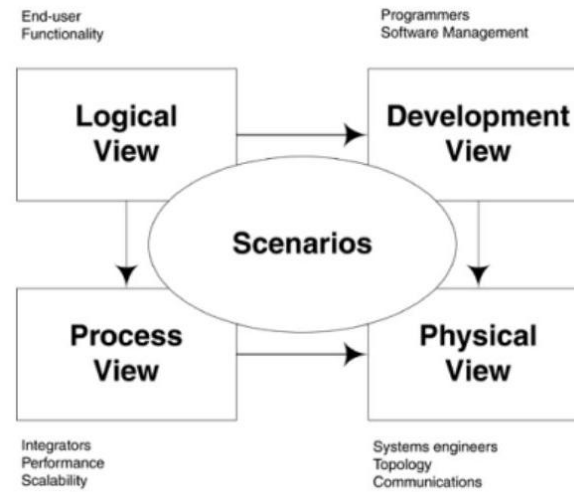 End-user
Functionality
Programmers
Software Management
Logical
View
Development
View
Scenarios
Process
View
Physical
View
Integrators
Performance
Scalability
Systems engineers
Topology
Communications